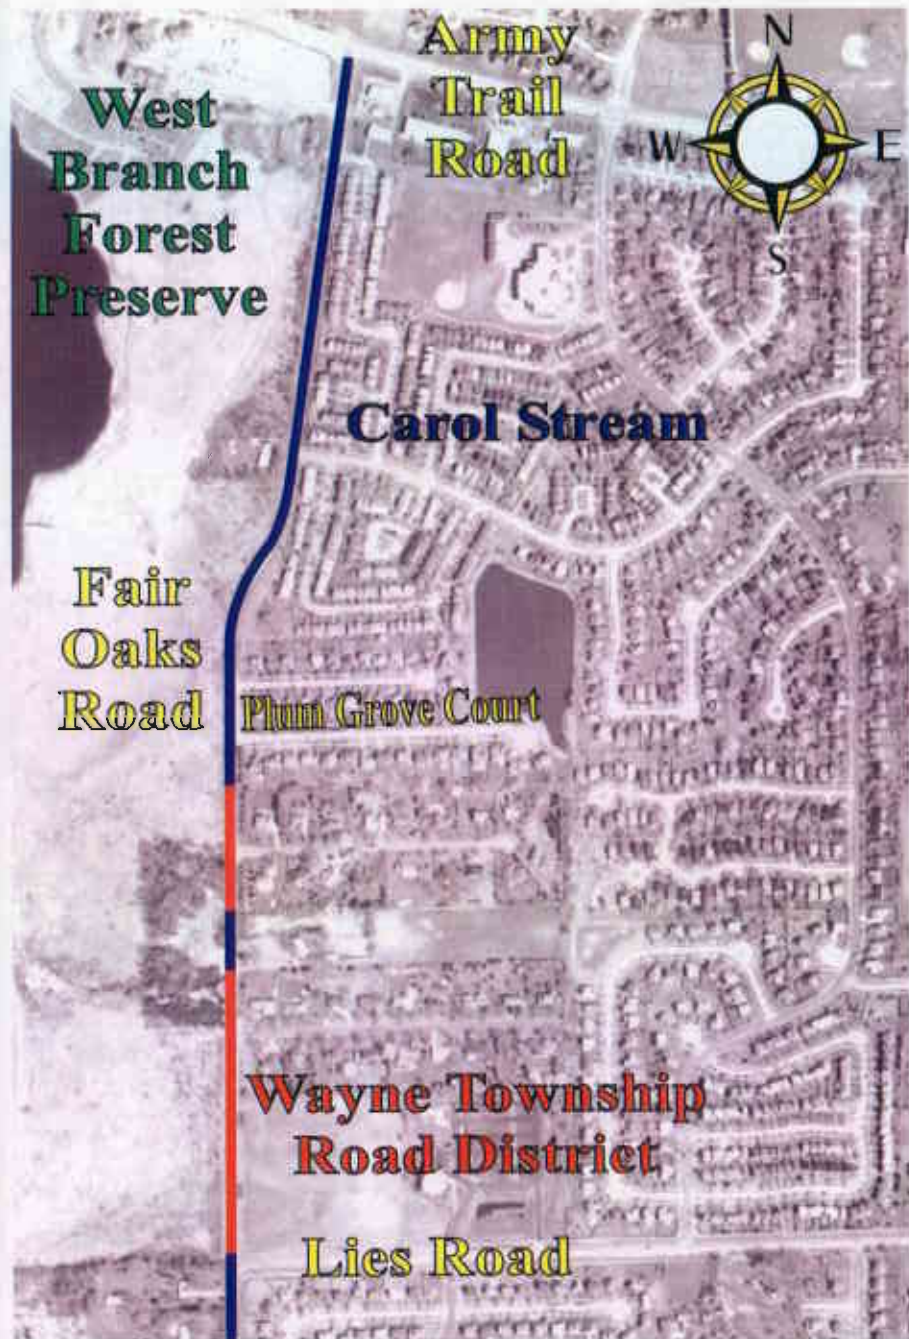 Army
Trail
Road
N
W
E
S
West
Branch
Forest
Preserve
Carol Stream
Fair
Oaks
Road
Plum Grove Court
Wayne Township
Road District
Lies Road